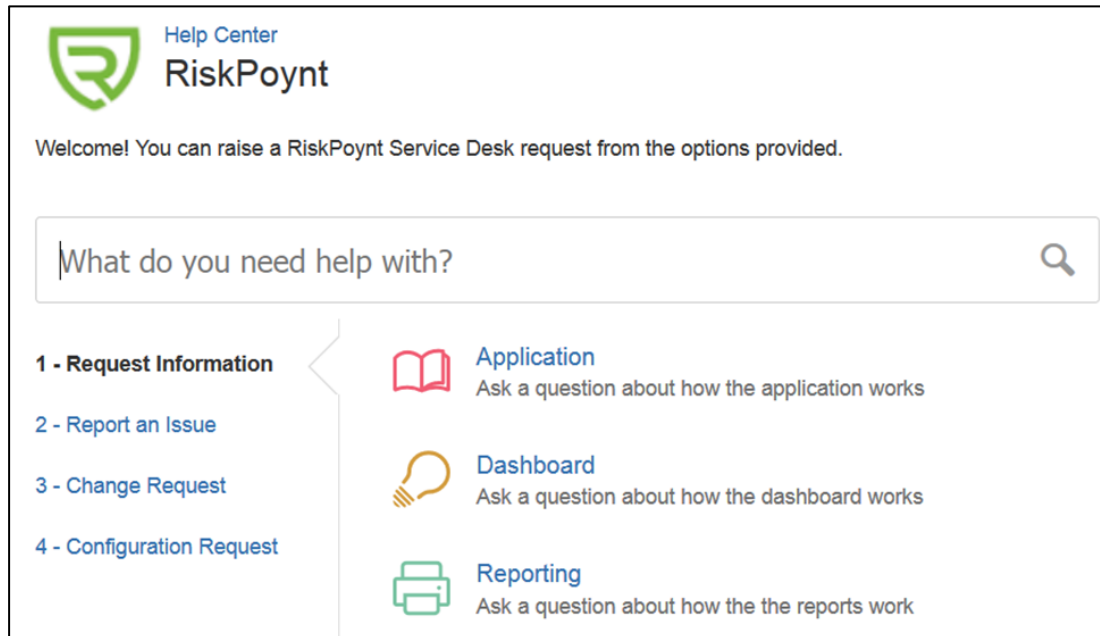 Help Center
RiskPoynt
Welcome! You can raise a RiskPoynt Service Desk request from the options provided.
What do you need help with?
1 - Request Information
2 - Report an Issue
3 - Change Request
4 - Configuration Request
Application
Ask a question about how the application works
Dashboard
Ask a question about how the dashboard works
Reporting
Ask a question about how the the reports work